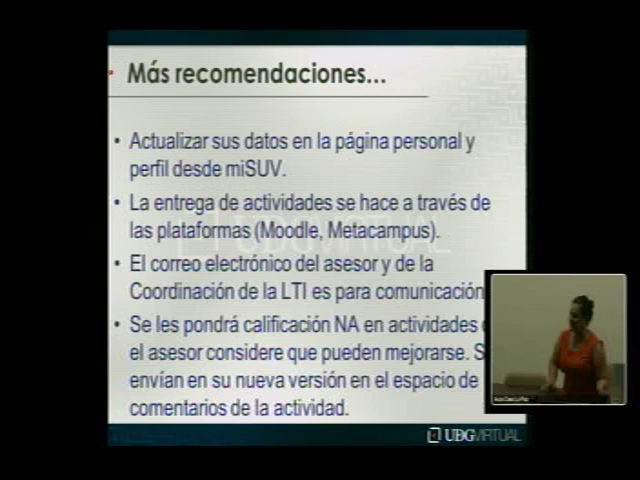 Más recomendaciones...
• Actualizar sus datos en la página personal y
perfil desde miSUV.
• La entrega de actividades se hace a través de
las plataformas (Moodle, Metacampus).
• El correo electrónico del asesor y de la
Coordinación de la LTI es para comunicación
• Se les pondrá calificación NA en actividades
el asesor considere que pueden mejorarse. S
envían en su nueva versión en el espacio de
comentarios de la actividad.
UDGVIRTUAL
UDGVIRTUAL